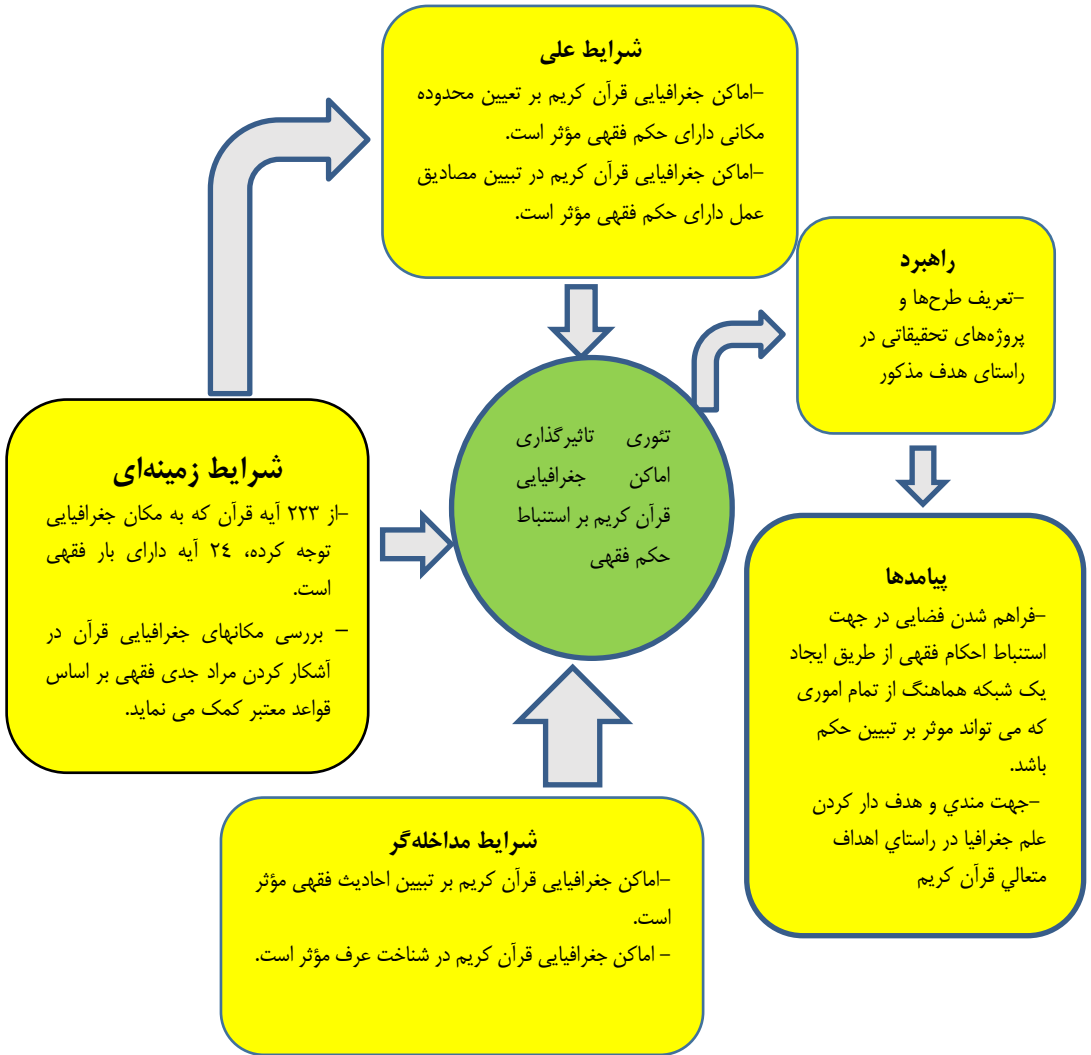 شرایط علی
-اماکن جغرافیایی قرآن کریم بر تعیین محدوده
مکانی دارای حکم فقهی مؤثر است.
-اماکن جغرافیایی قرآن کریم در تبیین مصادیق
عمل دارای حکم فقهی مؤثر است.
راهبرد
-تعریف طرح‌ها و
پروژه‌های تحقیقاتی در
راستای هدف مذکور
تئوری تاثیرگذاری
اماکن جغرافیایی
قرآن کریم بر استنباط
حکم فقهی
شرایط زمینه‌ای
-از ۲۲۳ آیه قرآن که به مکان جغرافیایی
توجه کرده، ۲٤ آیه دارای بار فقهی
است.
- بررسی مکانهای جغرافیایی قرآن در
آشکار کردن مراد جدی فقهی بر اساس
قواعد معتبر کمک می نماید.
پیامدها
-فراهم شدن فضایی در جهت
استنباط احکام فقهی از طریق ایجاد
یک شبکه هماهنگ از تمام اموری
که می تواند موثر بر تبیین حکم
باشد.
-جهت مندي و هدف دار کردن
علم جغرافیا در راستاي اهداف
متعالي قرآن کریم
شرایط مداخله‌گر
-اماکن جغرافیایی قرآن کریم بر تبیین احادیث فقهی مؤثر
است.
- اماکن جغرافیایی قرآن کریم در شناخت عرف مؤثر است.